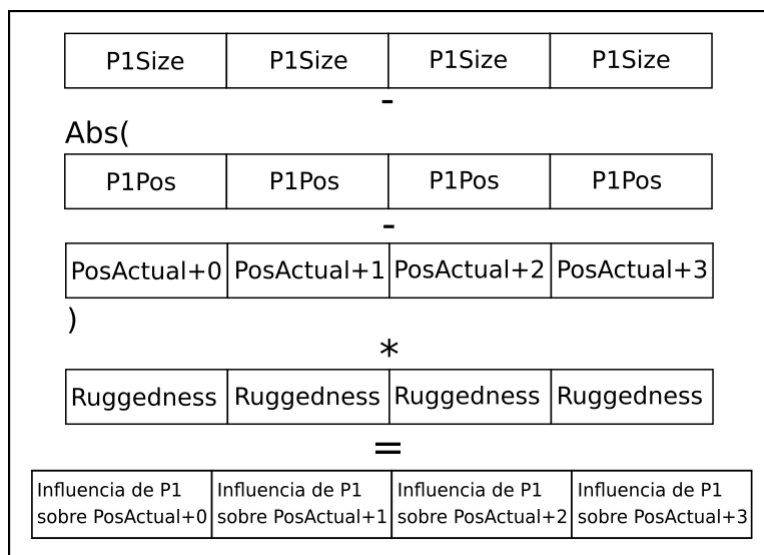 P1Size P1Size P1Size P1Size
-
Abs(
P1Pos P1Pos P1Pos P1Pos
-
PosActual+0 PosActual+1 PosActual+2 PosActual+3
)
*
Ruggedness Ruggedness Ruggedness Ruggedness
=
Influencia de P1 Influencia de P1 Influencia de P1 Influencia de P1
sobre PosActual+0 sobre PosActual+1 sobre PosActual+2 sobre PosActual+3